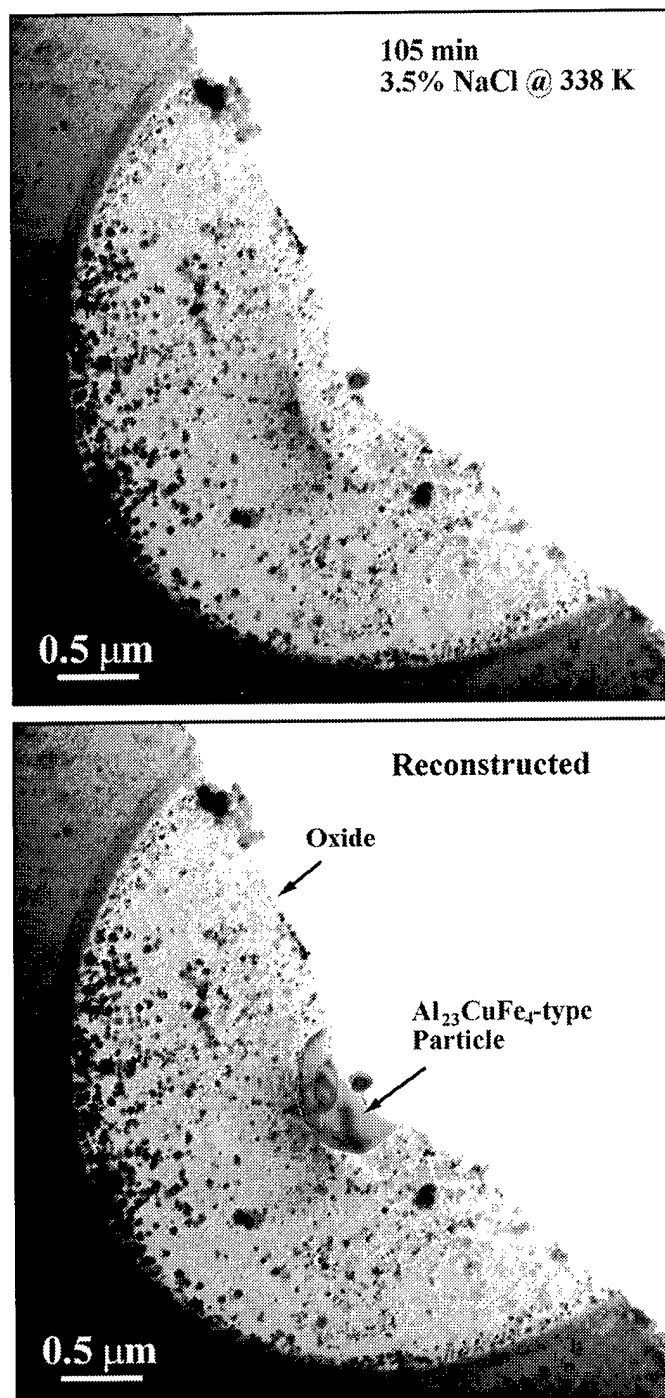 105 min
3.5% NaCl @ 338 K
0.5 μm
Reconstructed
Oxide
Al₂₃CuFe₄-type
Particle
0.5 μm